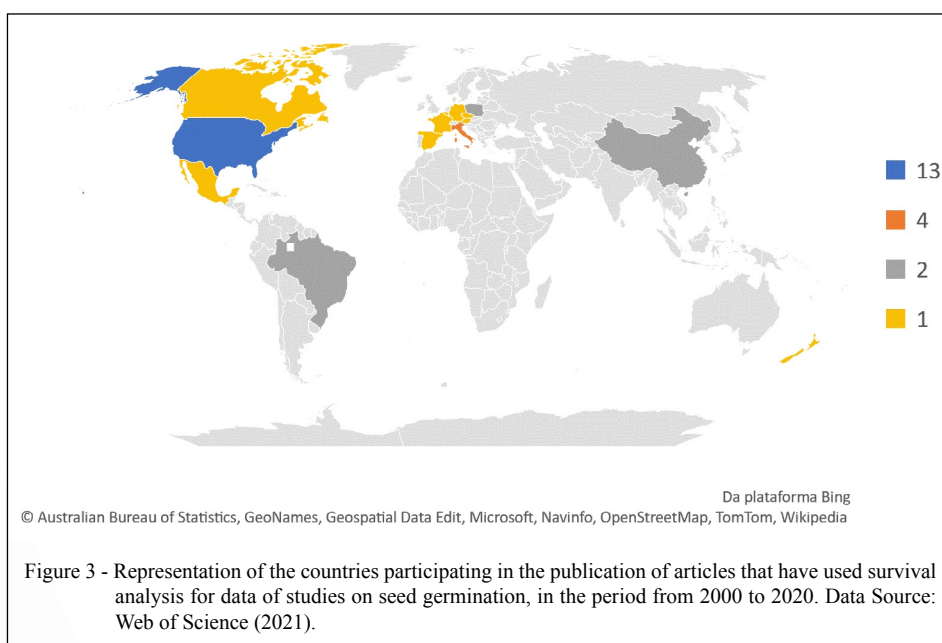 13
4
2
1
Da plataforma Bing
© Australian Bureau of Statistics, GeoNames, Geospatial Data Edit, Microsoft, Navinfo, OpenStreetMap, TomTom, Wikipedia
Figure 3 - Representation of the countries participating in the publication of articles that have used survival
analysis for data of studies on seed germination, in the period from 2000 to 2020. Data Source:
Web of Science (2021).